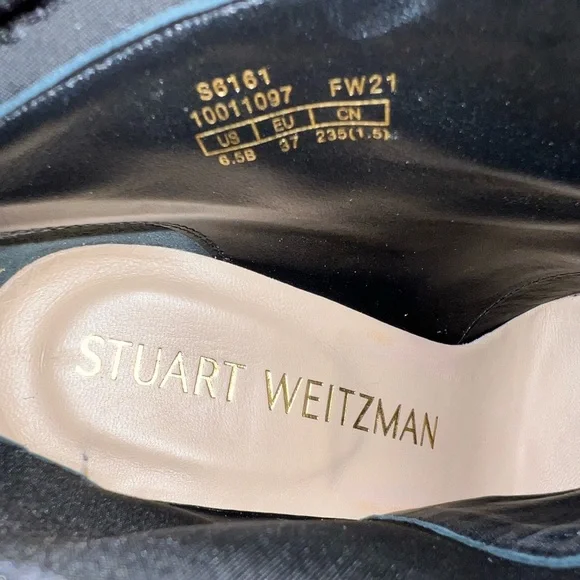 S6161
10011097 FW21
US EU CN
6.5B 37 235(1.5)
STUART WEITZMAN